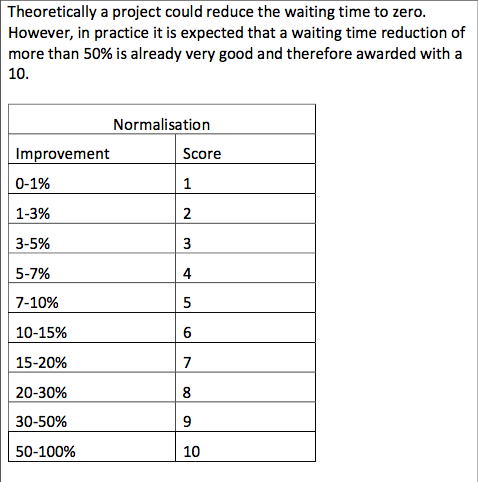 Theoretically a project could reduce the waiting time to zero.
However, in practice it is expected that a waiting time reduction of
more than 50% is already very good and therefore awarded with a
10.
Normalisation
Improvement Score
0-1% 1
1-3% 2
3-5% 3
5-7% 4
7-10% 5
10-15% 6
15-20% 7
20-30% 8
30-50% 9
50-100% 10